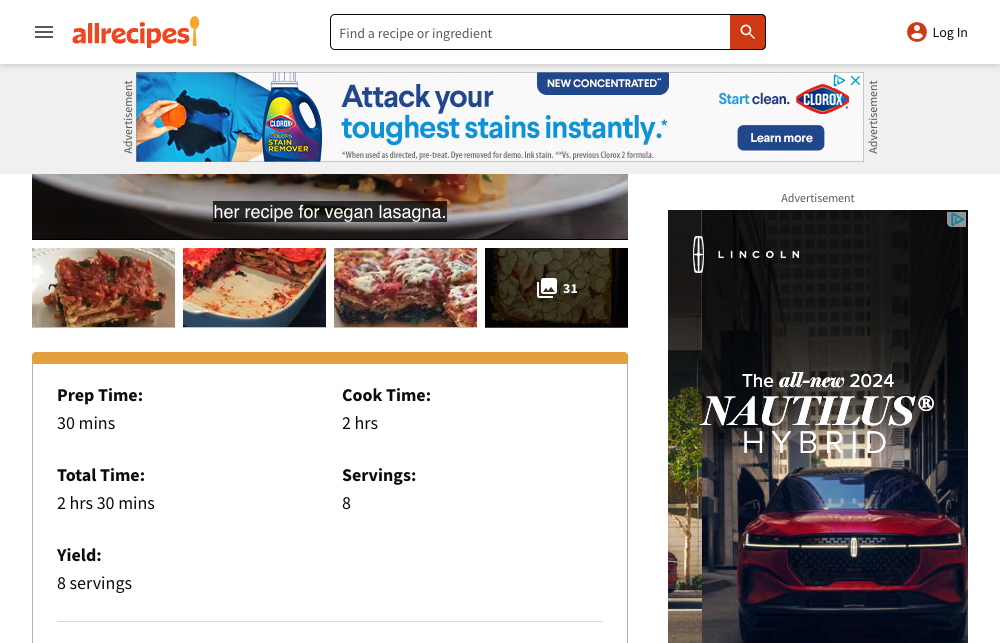 allrecipes
Find a recipe or ingredient
Log In
Advertisement
CLOROX
COLORS
STAIN
REMOVER
Attack your
toughest stains instantly.*
*When used as directed, pre-treat. Dye removed for demo. Ink stain. **Vs. previous Clorox 2 formula.
NEW CONCENTRATED**
Start clean.
CLOROX
Learn more
Advertisement
her recipe for vegan lasagna.
31
Prep Time:
30 mins
Cook Time:
2 hrs
Total Time:
2 hrs 30 mins
Servings:
8
Yield:
8 servings
Advertisement
LINCOLN
The all-new 2024
NAUTILUS®
HYBRID